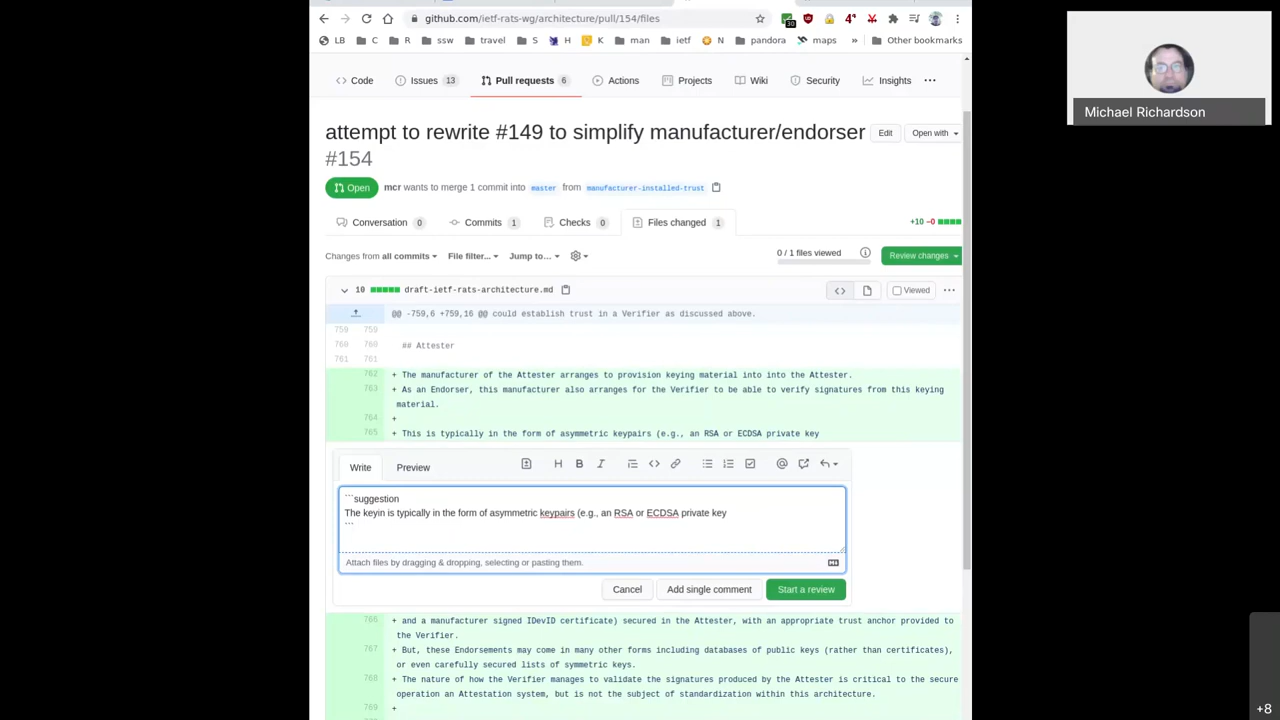 github.com/ietf-rats-wg/architecture/pull/154/files
30
4
LB C R ssw travel S H K man ietf N pandora maps » Other bookmarks
Code Issues 13 Pull requests 6 Actions Projects Wiki Security Insights
attempt to rewrite #149 to simplify manufacturer/endorser
Edit Open with
#154
Open mcr wants to merge 1 commit into master from manufacturer-installed-trust
Conversation 0 Commits 1 Checks 0 Files changed 1 +10 −0
Changes from all commits File filter... Jump to... 0 / 1 files viewed Review changes
10 draft-ietf-rats-architecture.md Viewed
@@ -759,6 +759,16 @@ could establish trust in a Verifier as discussed above.
759 759
760 760 ## Attester
761 761
762 + The manufacturer of the Attester arranges to provision keying material into into the Attester.
763 + As an Endorser, this manufacturer also arranges for the Verifier to be able to verify signatures from this keying
material.
764 +
765 + This is typically in the form of asymmetric keypairs (e.g., an RSA or ECDSA private key
Write Preview
```suggestion
The keyin is typically in the form of asymmetric keypairs (e.g., an RSA or ECDSA private key
```
Attach files by dragging & dropping, selecting or pasting them.
Cancel Add single comment Start a review
766 + and a manufacturer signed IDevID certificate) secured in the Attester, with an appropriate trust anchor provided to
the Verifier.
767 + But, these Endorsements may come in many other forms including databases of public keys (rather than certificates),
or even carefully secured lists of symmetric keys.
768 + The nature of how the Verifier manages to validate the signatures produced by the Attester is critical to the secure
operation an Attestation system, but is not the subject of standardization within this architecture.
+
Michael Richardson
+8